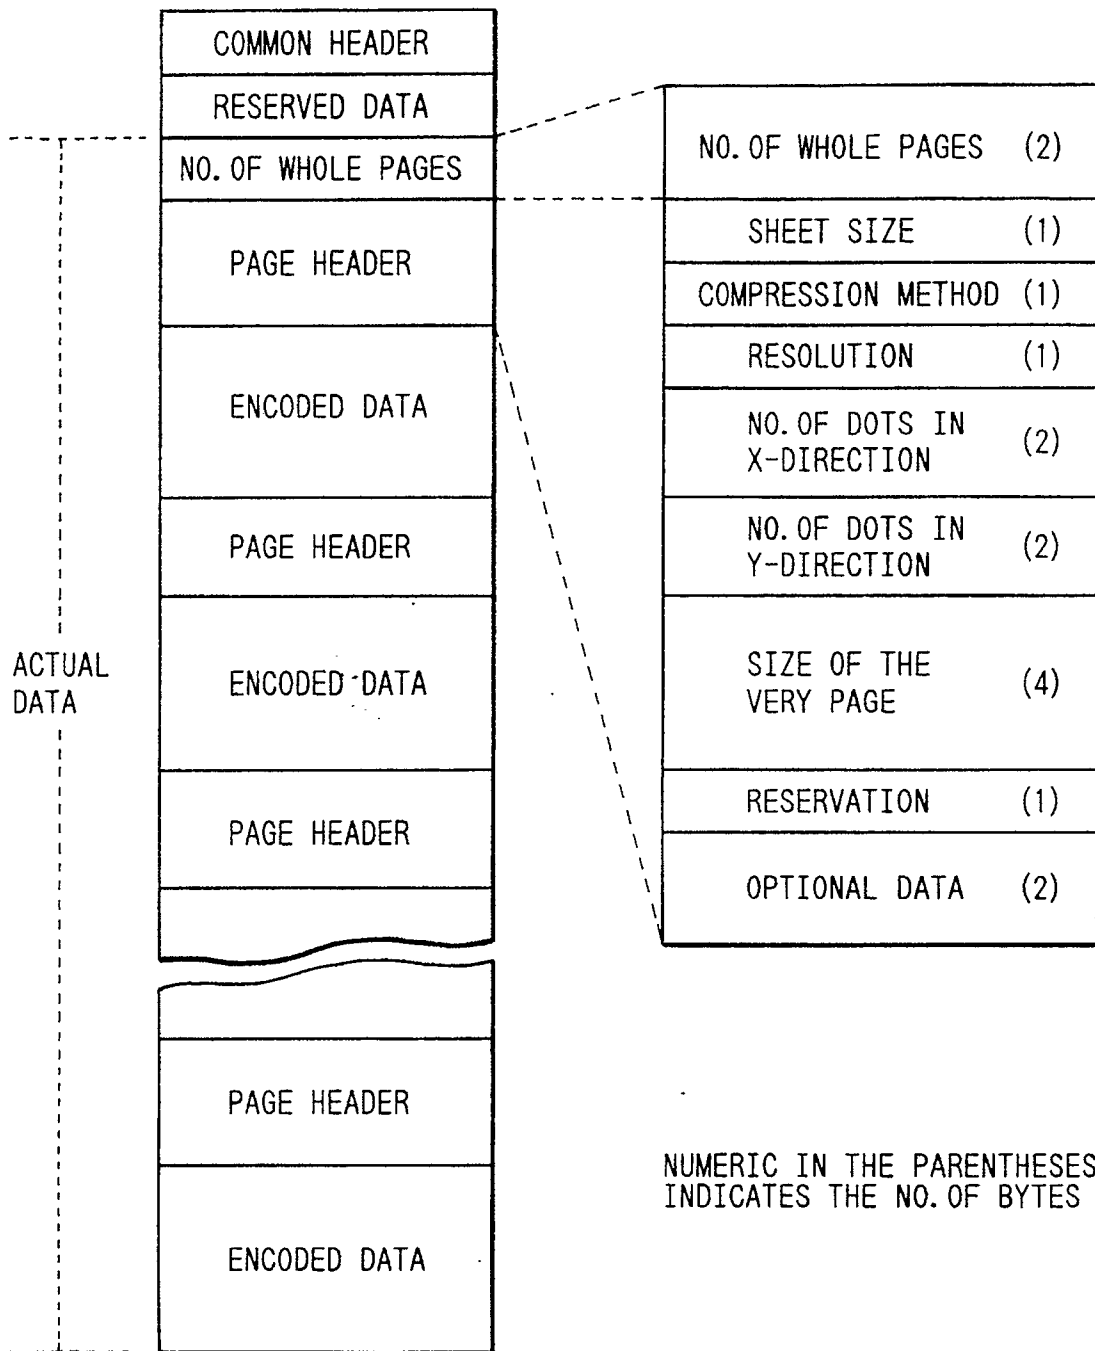 COMMON HEADER
RESERVED DATA
NO. OF WHOLE PAGES
PAGE HEADER
ENCODED DATA
PAGE HEADER
ENCODED DATA
PAGE HEADER
PAGE HEADER
ENCODED DATA
ACTUAL
DATA
NO. OF WHOLE PAGES (2)
SHEET SIZE (1)
COMPRESSION METHOD (1)
RESOLUTION (1)
NO. OF DOTS IN
X-DIRECTION (2)
NO. OF DOTS IN
Y-DIRECTION (2)
SIZE OF THE
VERY PAGE (4)
RESERVATION (1)
OPTIONAL DATA (2)
NUMERIC IN THE PARENTHESES
INDICATES THE NO. OF BYTES